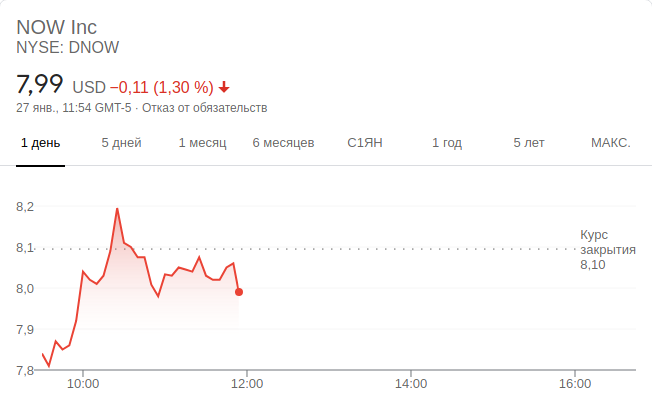 NOW Inc
NYSE: DNOW
7,99 USD −0,11 (1,30 %)
27 янв., 11:54 GMT-5 · Отказ от обязательств
1 день 5 дней 1 месяц 6 месяцев С1ЯН 1 год 5 лет МАКС.
8,2
Курс
8,1 закрытия
8,10
8,0
7,9
7,8
10:00 12:00 14:00 16:00